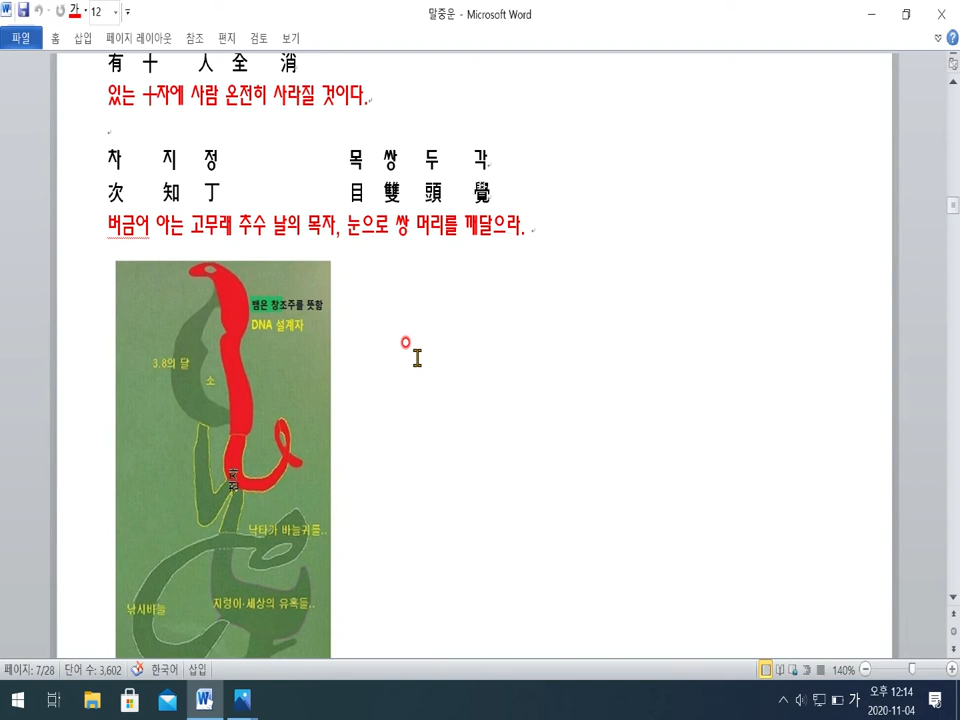 말중운 - Microsoft Word
가 12
파일 홈 삽입 페이지 레이아웃 참조 편지 검토 보기
有 十 人 全 消
있는 十자에 사람 온전히 사라질 것이다.
차 지 정 목 쌍 두 각
次 知 丁 目 雙 頭 覺
버금어 아는 고무래 추수 날의 목자, 눈으로 쌍 머리를 깨달으라.
뱀은 창조주를 뜻함
DNA 설계자
3.8의 달
소
낙타가 바늘귀를..
낚시바늘
지렁이·세상의 유혹들..
페이지: 7/28 단어 수: 3,602 한국어 삽입 140%
가 오후 12:14
2020-11-04